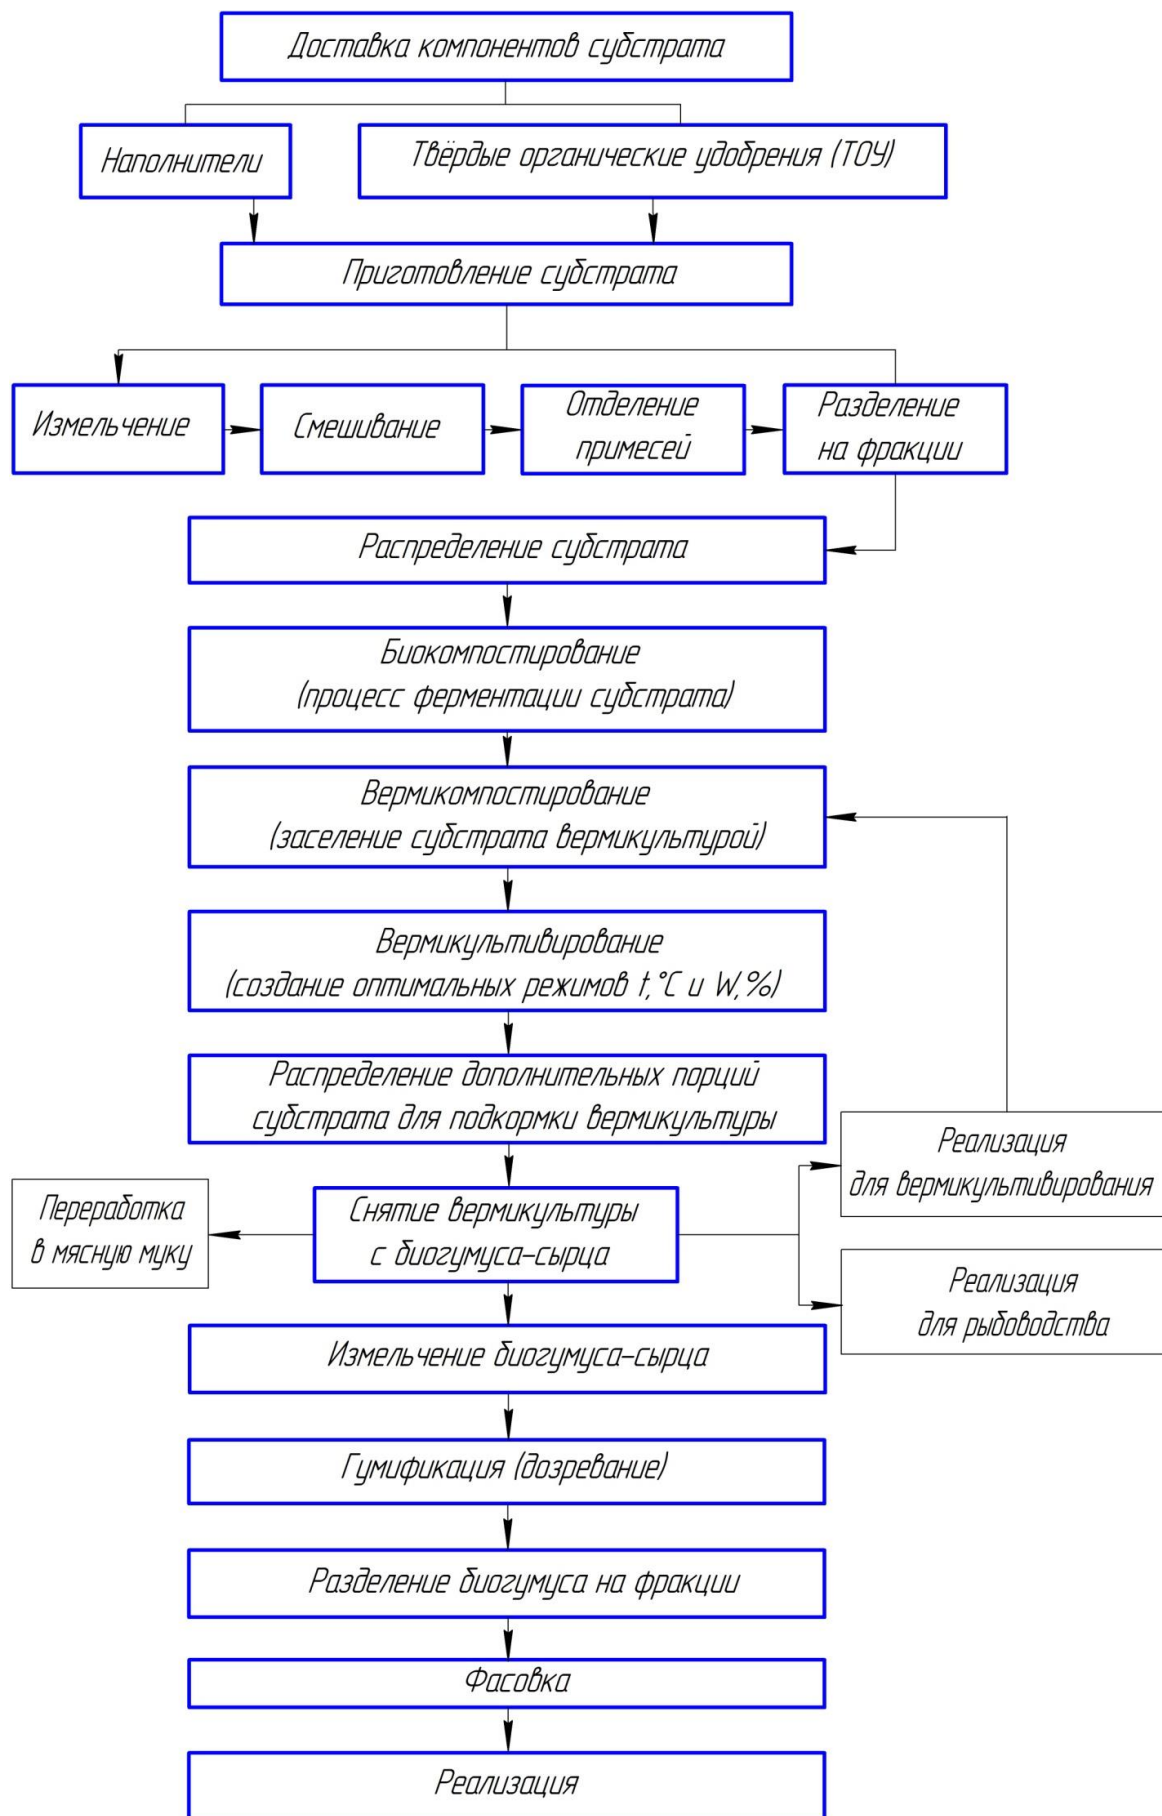 Доставка компонентов субстрата
Наполнители
Твёрдые органические удобрения (ТОУ)
Приготовление субстрата
Измельчение
Смешивание
Отделение
примесей
Разделение
на фракции
Распределение субстрата
Биокомпостирование
(процесс ферментации субстрата)
Вермикомпостирование
(заселение субстрата вермикультурой)
Вермикультивирование
(создание оптимальных режимов t,°C и W,%)
Распределение дополнительных порций
субстрата для подкормки вермикультуры
Реализация
для вермикультивирования
Переработка
в мясную муку
Снятие вермикультуры
с биогумуса-сырца
Реализация
для рыбоводства
Измельчение биогумуса-сырца
Гумификация (дозревание)
Разделение биогумуса на фракции
Фасовка
Реализация